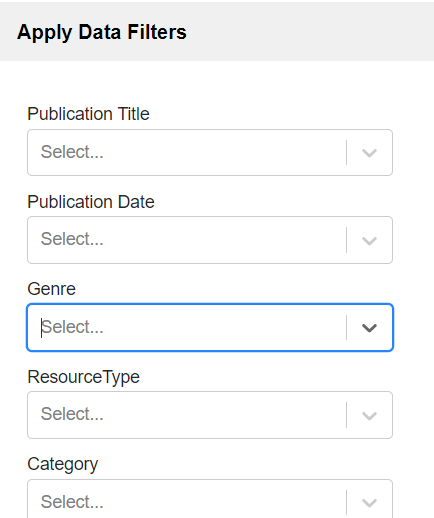 Apply Data Filters
Publication Title
Select...
Publication Date
Select...
Genre
Select...
ResourceType
Select...
Category
Select...